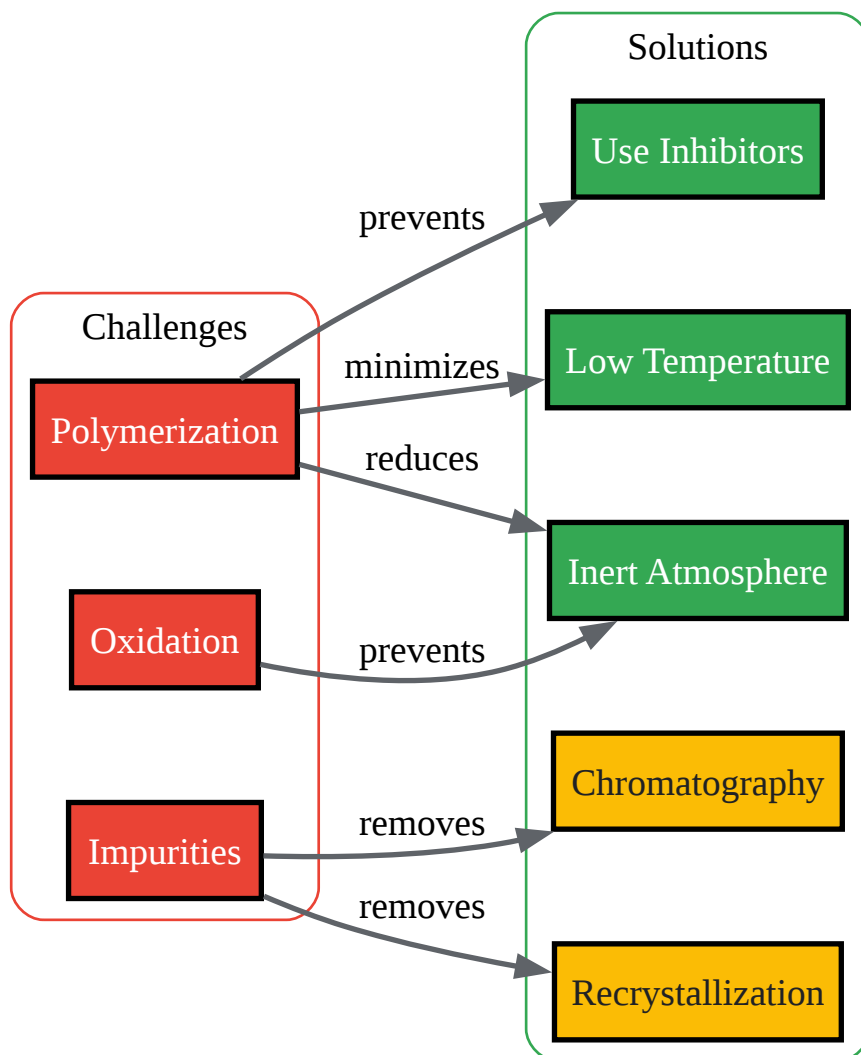 Solutions
Use Inhibitors
prevents
Challenges
minimizes
Low Temperature
Polymerization
reduces
Inert Atmosphere
Oxidation
prevents
Chromatography
removes
Impurities
removes
Recrystallization